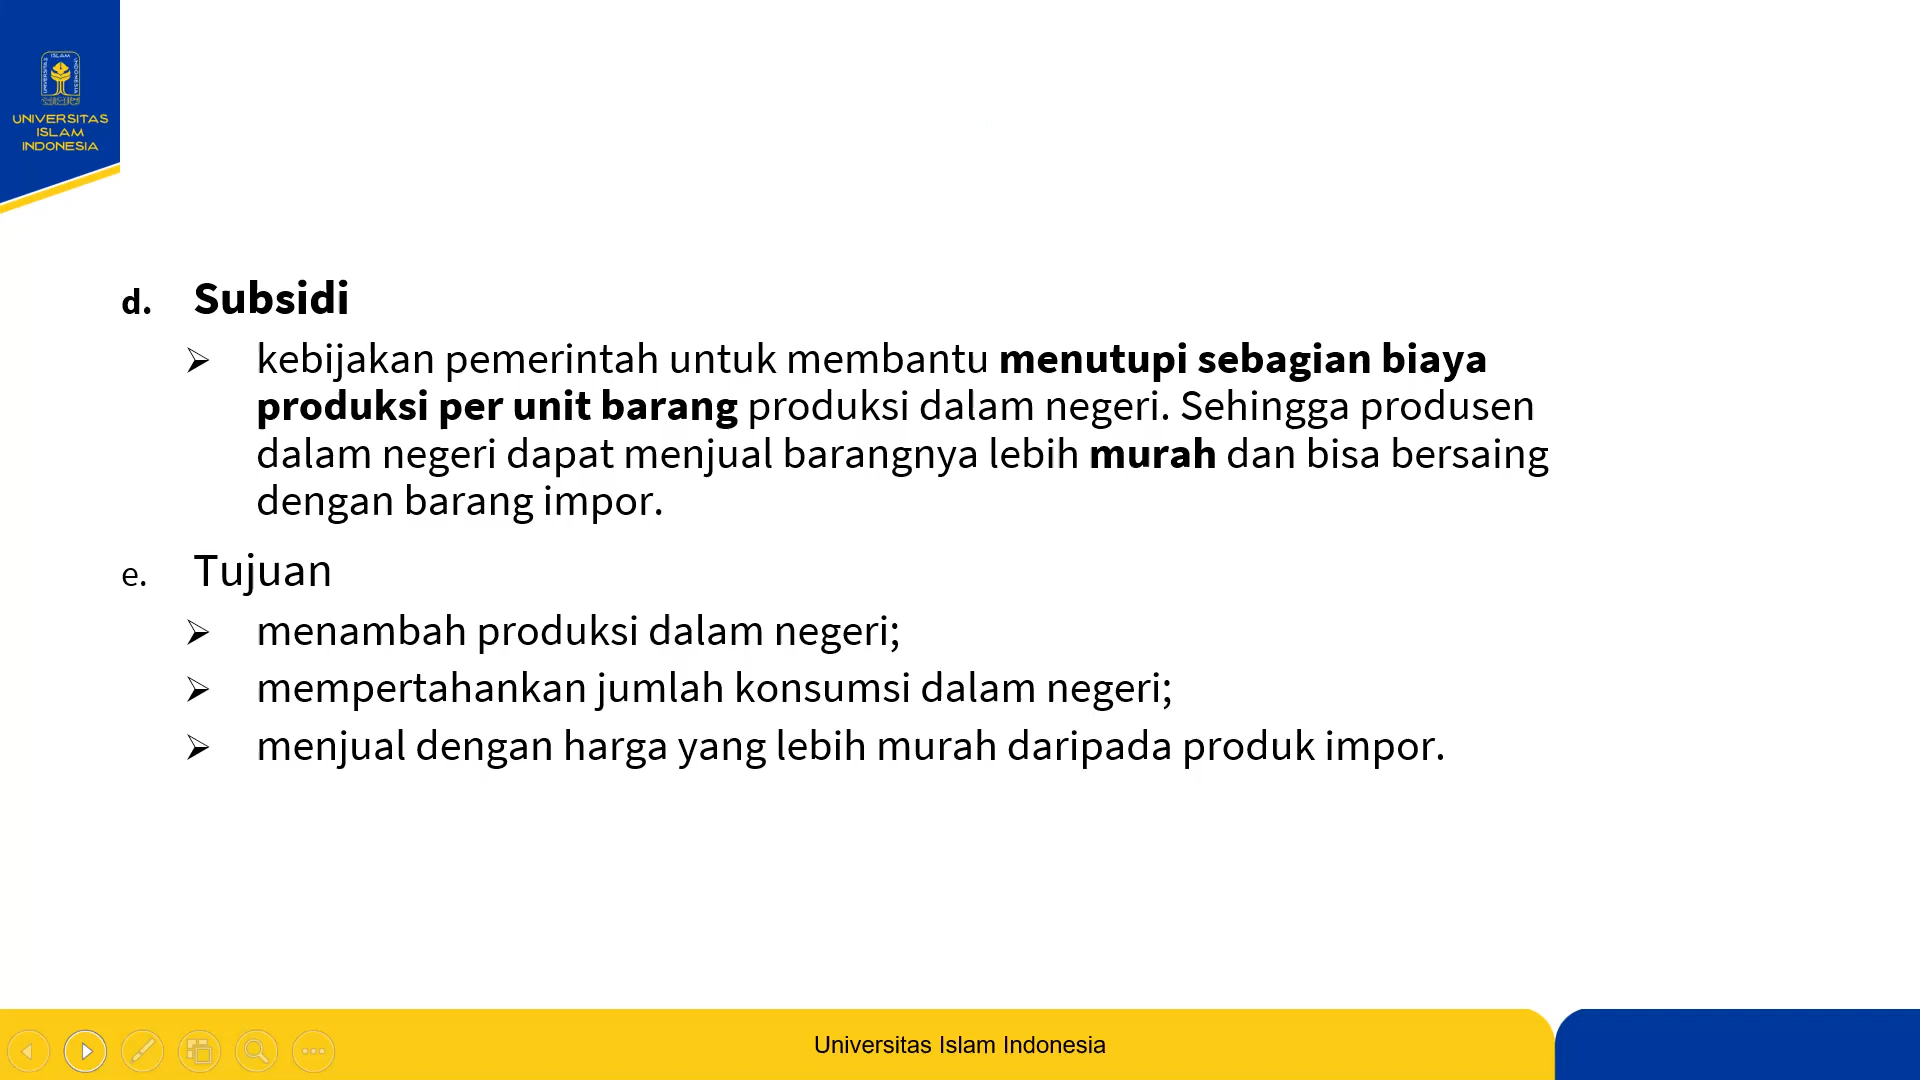 UNIVERSITAS
ISLAM
INDONESIA
d. Subsidi
➢ kebijakan pemerintah untuk membantu menutupi sebagian biaya
produksi per unit barang produksi dalam negeri. Sehingga produsen
dalam negeri dapat menjual barangnya lebih murah dan bisa bersaing
dengan barang impor.
e. Tujuan
➢ menambah produksi dalam negeri;
➢ mempertahankan jumlah konsumsi dalam negeri;
➢ menjual dengan harga yang lebih murah daripada produk impor.
Universitas Islam Indonesia